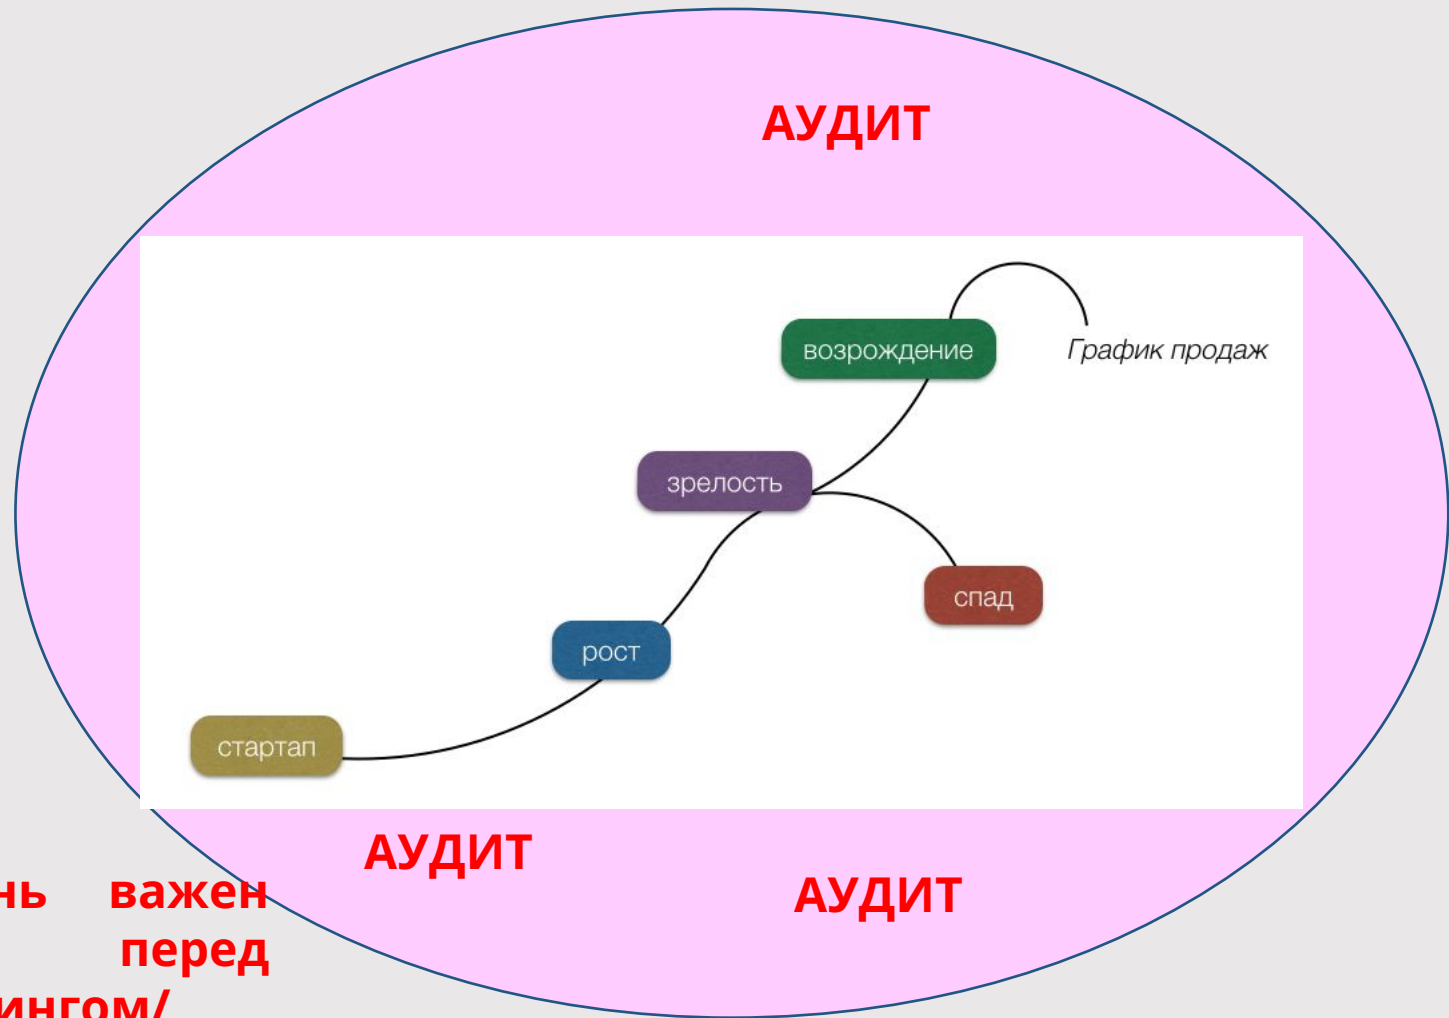 АУДИТ
возрождение
График продаж
зрелость
спад
рост
стартап
АУДИТ
АУДИТ
важен
перед